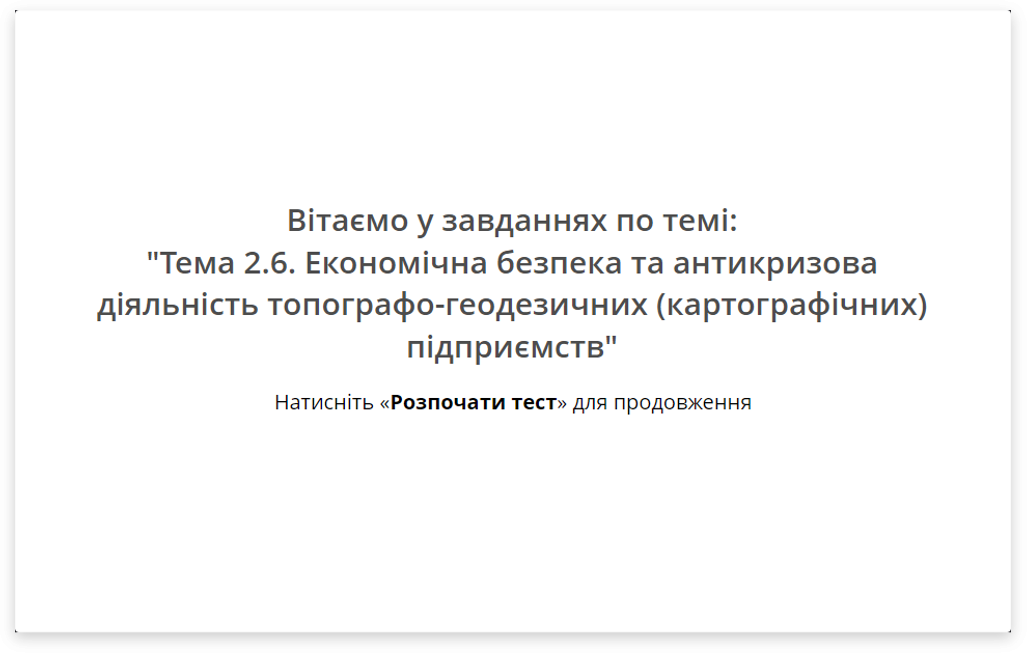 Вітаємо у завданнях по темі:
"Тема 2.6. Економічна безпека та антикризова
діяльність топографо-геодезичних (картографічних)
підприємств"
Натисніть «Розпочати тест» для продовження